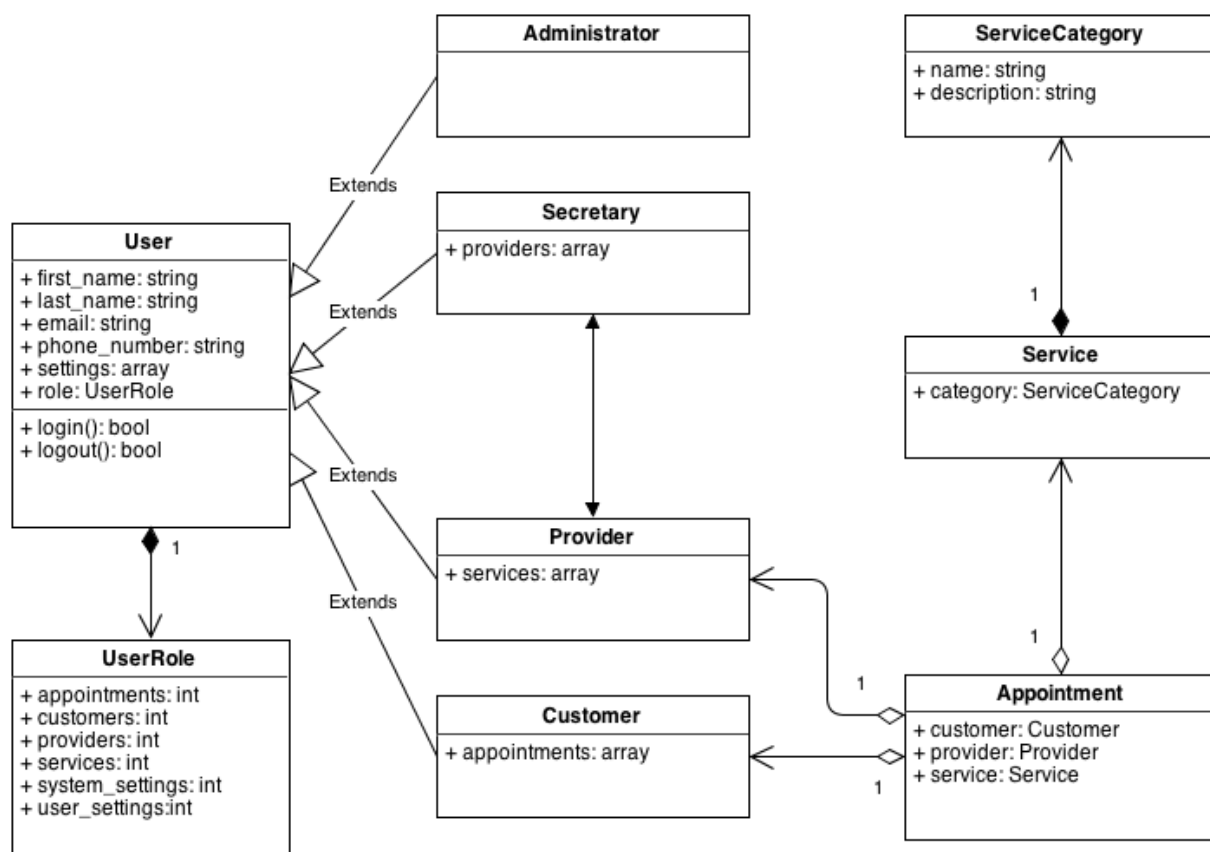 Administrator
ServiceCategory
+ name: string
+ description: string
Extends
Secretary
+ providers: array
User
+ first_name: string
+ last_name: string
+ email: string
+ phone_number: string
+ settings: array
+ role: UserRole
+ login(): bool
+ logout(): bool
Extends
1
Service
+ category: ServiceCategory
Extends
Provider
+ services: array
1
Extends
UserRole
+ appointments: int
+ customers: int
+ providers: int
+ services: int
+ system_settings: int
+ user_settings:int
Customer
+ appointments: array
1
1
1
Appointment
+ customer: Customer
+ provider: Provider
+ service: Service